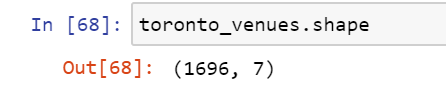 In [68]: toronto_venues.shape
Out[68]: (1696, 7)